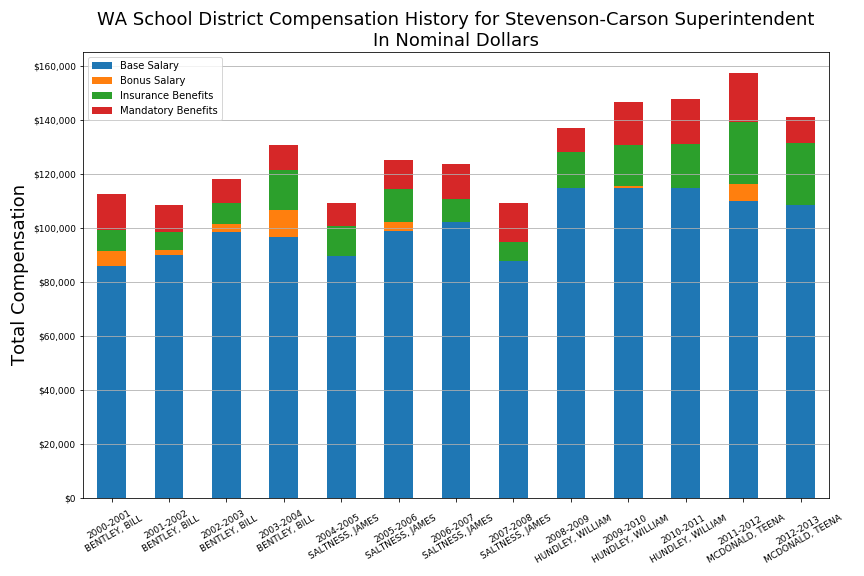 WA School District Compensation History for Stevenson-Carson Superintendent
In Nominal Dollars
Base Salary
Bonus Salary
Insurance Benefits
Mandatory Benefits
Total Compensation
$160,000
$140,000
$120,000
$100,000
$80,000
$60,000
$40,000
$20,000
$0
2000-2001
BENTLEY, BILL
2001-2002
BENTLEY, BILL
2002-2003
BENTLEY, BILL
2003-2004
BENTLEY, BILL
2004-2005
SALTNESS, JAMES
2005-2006
SALTNESS, JAMES
2006-2007
SALTNESS, JAMES
2007-2008
SALTNESS, JAMES
2008-2009
HUNDLEY, WILLIAM
2009-2010
HUNDLEY, WILLIAM
2010-2011
HUNDLEY, WILLIAM
2011-2012
MCDONALD, TEENA
2012-2013
MCDONALD, TEENA